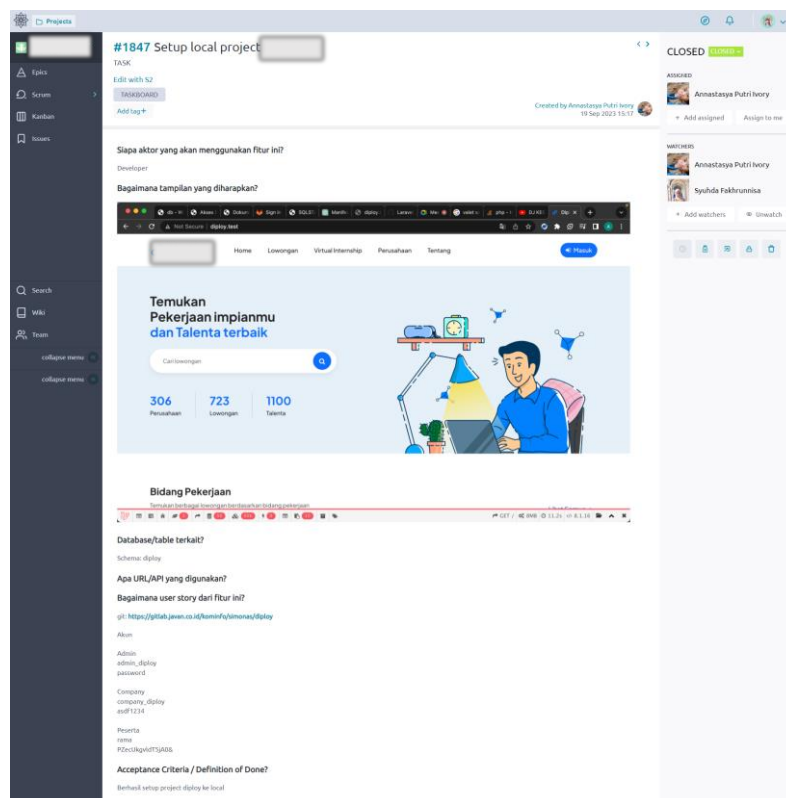 Projects
Epics
Scrum
Kanban
Issues
Search
Wiki
Team
collapse menu
collapse menu
#1847 Setup local project
TASK
Edit with S2
TASKBOARD
Add tag +
Created by Annastasya Putri Ivory
19 Sep 2023 15:17
Siapa aktor yang akan menggunakan fitur ini?
Developer
Bagaimana tampilan yang diharapkan?
Not Secure | diploy.test
Home Lowongan Virtual Internship Perusahaan Tentang
Masuk
Temukan
Pekerjaan impianmu
dan Talenta terbaik
Cari lowongan
306 723 1100
Perusahaan Lowongan Talenta
Bidang Pekerjaan
Temukan berbagai lowongan berdasarkan bidang pekerjaan
Database/table terkait?
Schema: diploy
Apa URL/API yang digunakan?
Bagaimana user story dari fitur ini?
git: https://gitlab.javan.co.id/kominfo/simonas/diploy
Akun
Admin
admin_diploy
password
Company
company_diploy
asdf1234
Peserta
Acceptance Criteria / Definition of Done?
Berhasil setup project diploy ke local
CLOSED CLOSED
ASSIGNED
Annastasya Putri Ivory
+ Add assigned Assign to me
WATCHERS
Annastasya Putri Ivory
Syuhda Fakhrunnisa
+ Add watchers Unwatch